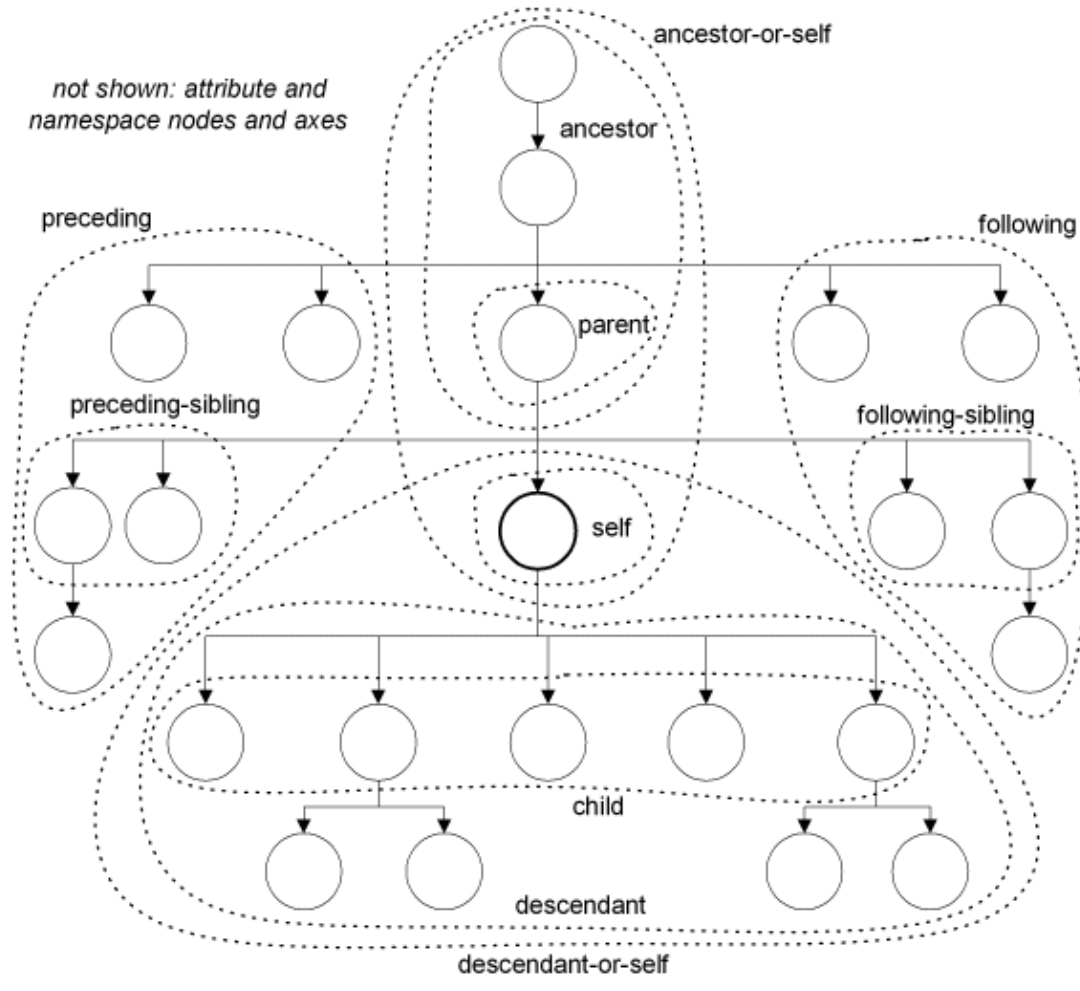 ancestor-or-self
not shown: attribute and
namespace nodes and axes
ancestor
preceding
following
parent
preceding-sibling
following-sibling
self
child
descendant
descendant-or-self